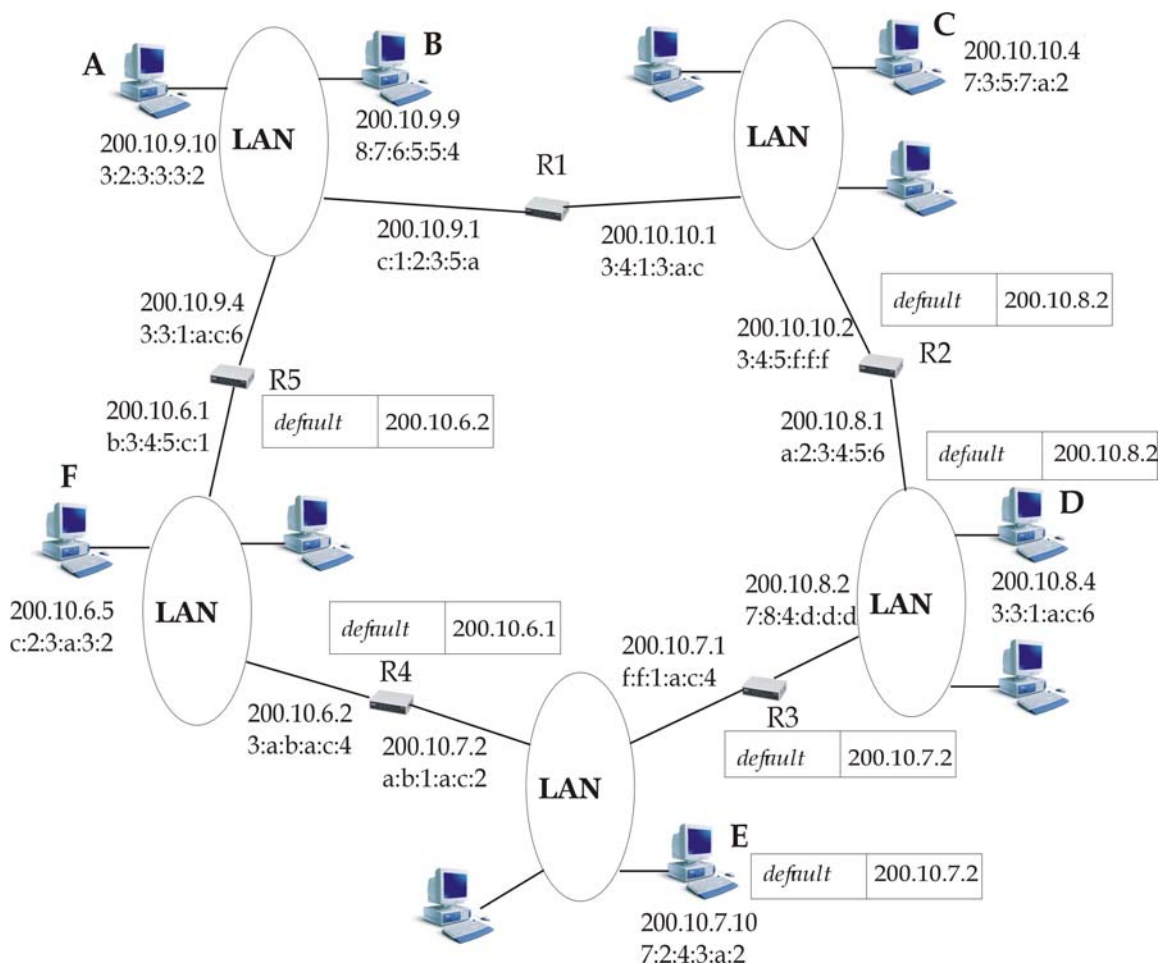 A
B
C
200.10.10.4
7:3:5:7:a:2
200.10.9.10
3:2:3:3:3:2
LAN
200.10.9.9
8:7:6:5:5:4
LAN
R1
200.10.9.1
c:1:2:3:5:a
200.10.10.1
3:4:1:3:a:c
200.10.9.4
3:3:1:a:c:6
default 200.10.8.2
200.10.10.2
3:4:5:f:f:f
R2
R5
200.10.6.1
b:3:4:5:c:1
default 200.10.6.2
200.10.8.1
a:2:3:4:5:6
default 200.10.8.2
F
D
200.10.6.5
c:2:3:a:3:2
LAN
200.10.8.2
7:8:4:d:d:d
LAN
200.10.8.4
3:3:1:a:c:6
default 200.10.6.1
R4
200.10.7.1
f:f:1:a:c:4
R3
200.10.6.2
3:a:b:a:c:4
200.10.7.2
a:b:1:a:c:2
default 200.10.7.2
LAN
E
default 200.10.7.2
200.10.7.10
7:2:4:3:a:2